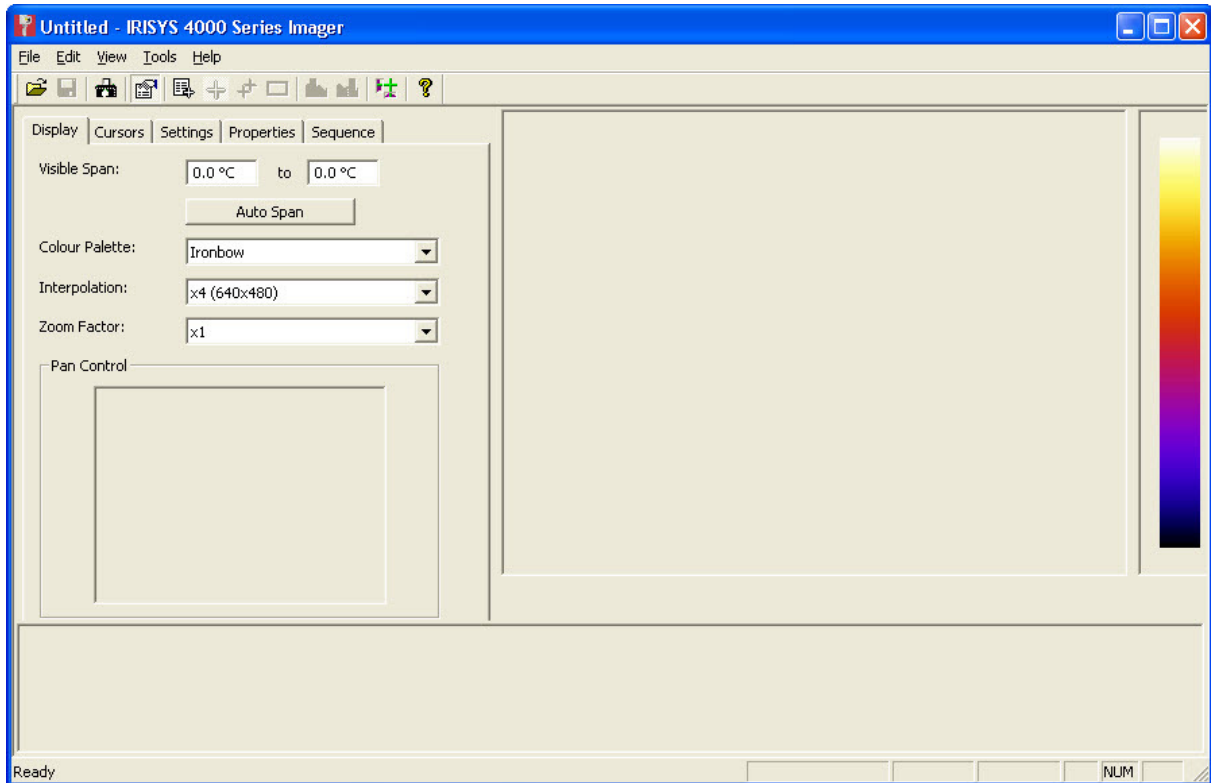 Untitled - IRISYS 4000 Series Imager
File Edit View Tools Help
Display Cursors Settings Properties Sequence
Visible Span: 0.0 °C to 0.0 °C
Auto Span
Colour Palette: Ironbow
Interpolation: x4 (640x480)
Zoom Factor: x1
Pan Control
Ready NUM